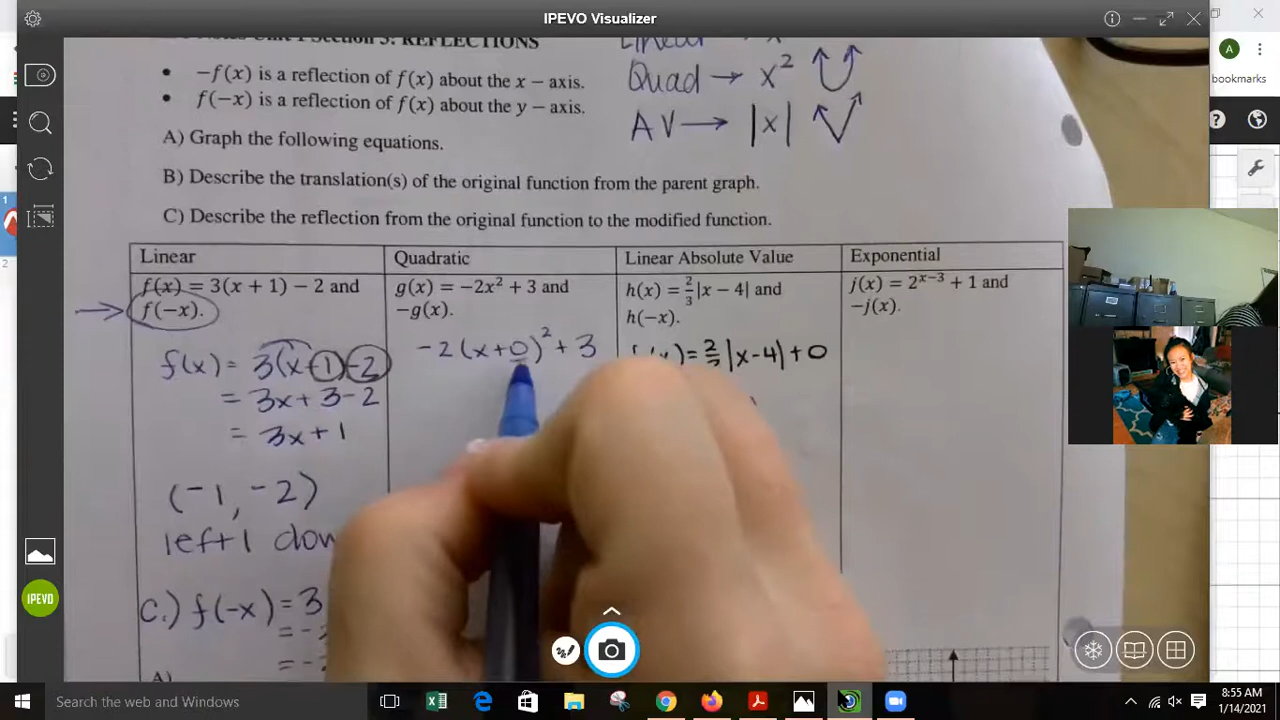 IPEVO Visualizer
REFLECTIONS
−f(x) is a reflection of f(x) about the x − axis.
f(−x) is a reflection of f(x) about the y − axis.
Quad → x²
AV → |x|
A) Graph the following equations.
B) Describe the translation(s) of the original function from the parent graph.
C) Describe the reflection from the original function to the modified function.
Linear
f(x) = 3(x + 1) − 2 and
f(−x).
f(x) = 3(x+1)-2
= 3x+3-2
= 3x+1
(-1, -2)
left 1
C.) f(-x) = 3
A)
Quadratic
g(x) = −2x² + 3 and
−g(x).
-2(x+0)²+3
Linear Absolute Value
h(x) = 2/3|x − 4| and
h(−x).
|x-4|+0
Exponential
j(x) = 2ˣ⁻³ + 1 and
−j(x).
bookmarks
A
1
2
IPEVO
Search the web and Windows
8:55 AM
1/14/2021